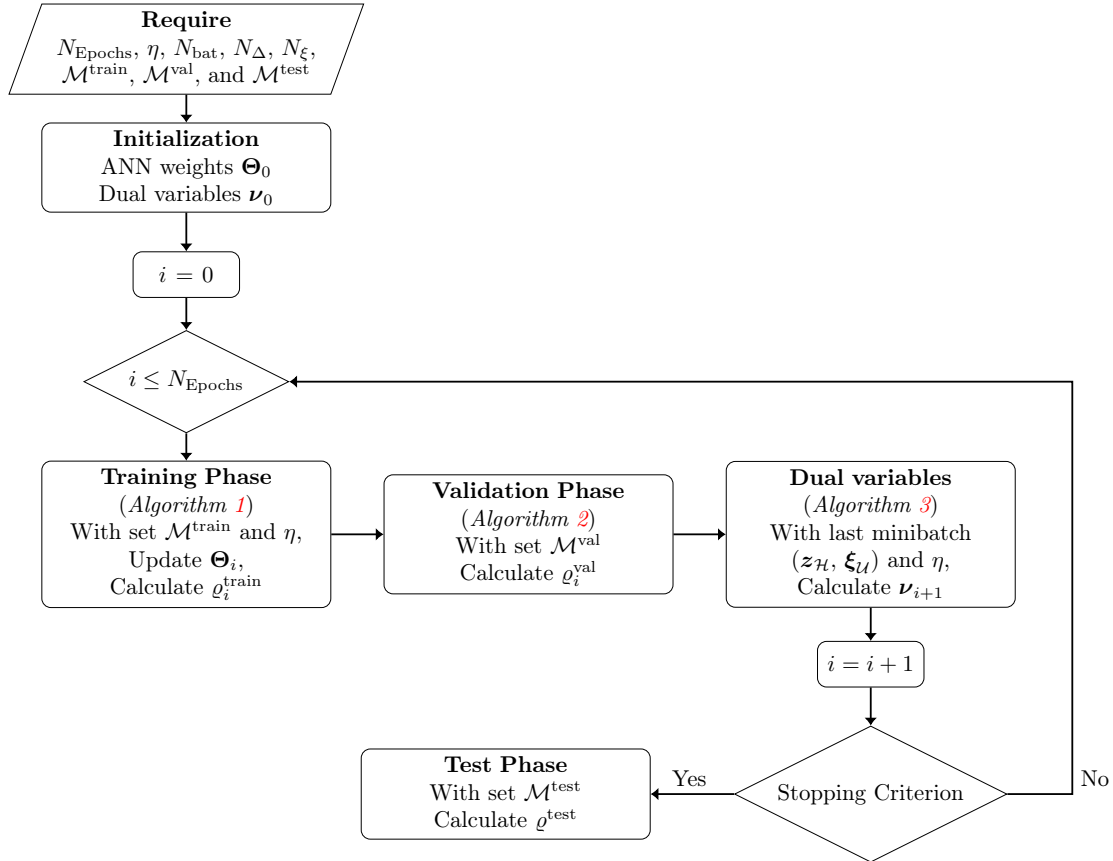 Require
N_Epochs, η, N_bat, N_Δ, N_ξ,
ℳ^train, ℳ^val, and ℳ^test
Initialization
ANN weights Θ_0
Dual variables ν_0
i = 0
i ≤ N_Epochs
Training Phase
(Algorithm 1)
With set ℳ^train and η,
Update Θ_i,
Calculate ϱ_i^train
Validation Phase
(Algorithm 2)
With set ℳ^val
Calculate ϱ_i^val
Dual variables
(Algorithm 3)
With last minibatch
(z_ℋ, ξ_𝒰) and η,
Calculate ν_{i+1}
i = i + 1
Stopping Criterion
Yes
No
Test Phase
With set ℳ^test
Calculate ϱ^test